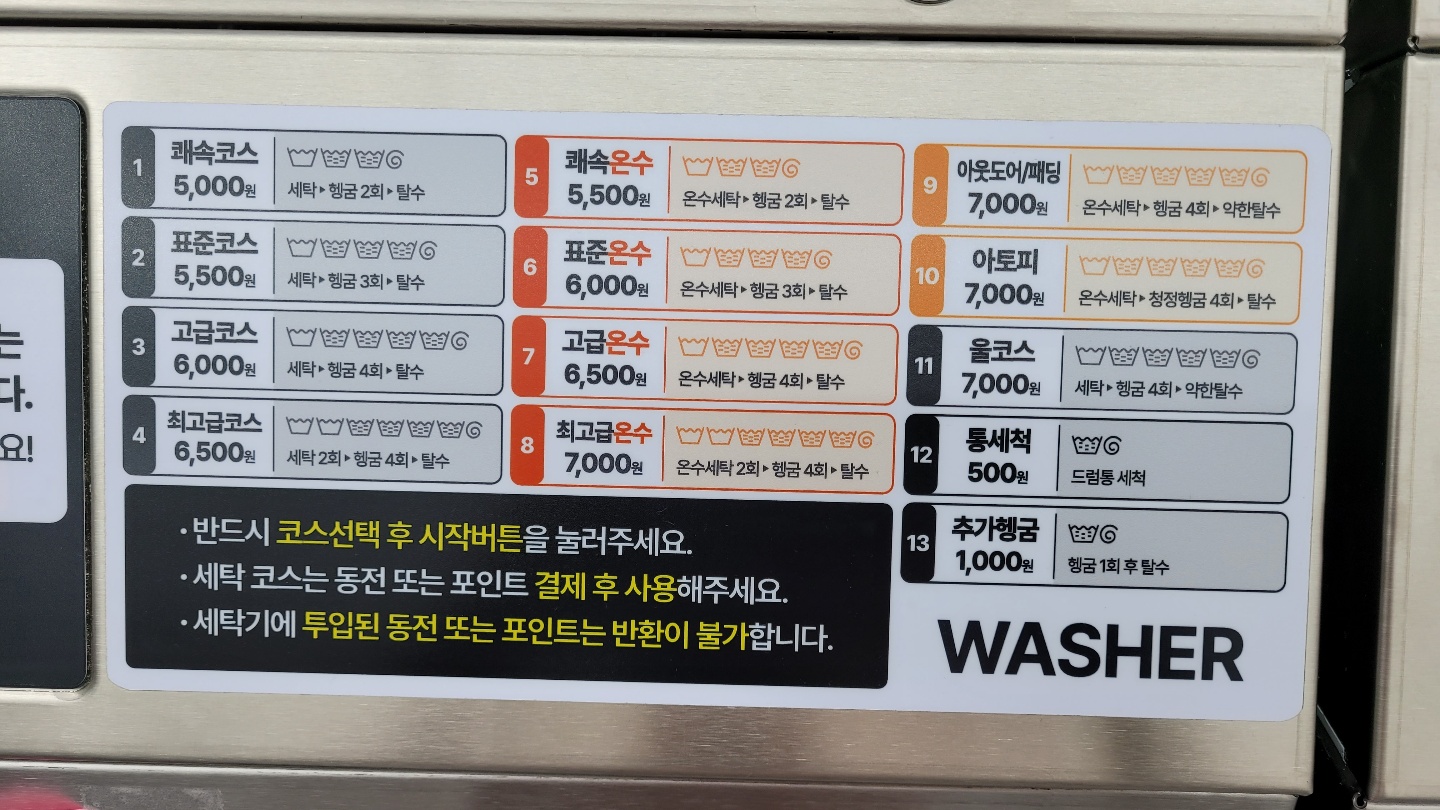 는
다.
요!
1
쾌속코스
5,000원
세탁▸헹굼 2회▸탈수
2
표준코스
5,500원
세탁▸헹굼 3회▸탈수
3
고급코스
6,000원
세탁▸헹굼 4회▸탈수
4
최고급코스
6,500원
세탁 2회▸헹굼 4회▸탈수
5
쾌속온수
5,500원
온수세탁▸헹굼 2회▸탈수
6
표준온수
6,000원
온수세탁▸헹굼 3회▸탈수
7
고급온수
6,500원
온수세탁▸헹굼 4회▸탈수
8
최고급온수
7,000원
온수세탁 2회▸헹굼 4회▸탈수
9
아웃도어/패딩
7,000원
온수세탁▸헹굼 4회▸약한탈수
10
아토피
7,000원
온수세탁▸청정헹굼 4회▸탈수
11
울코스
7,000원
세탁▸헹굼 4회▸약한탈수
12
통세척
500원
드럼통 세척
13
추가헹굼
1,000원
헹굼 1회 후 탈수
· 반드시 코스선택 후 시작버튼을 눌러주세요.
· 세탁 코스는 동전 또는 포인트 결제 후 사용해주세요.
· 세탁기에 투입된 동전 또는 포인트는 반환이 불가합니다.
WASHER